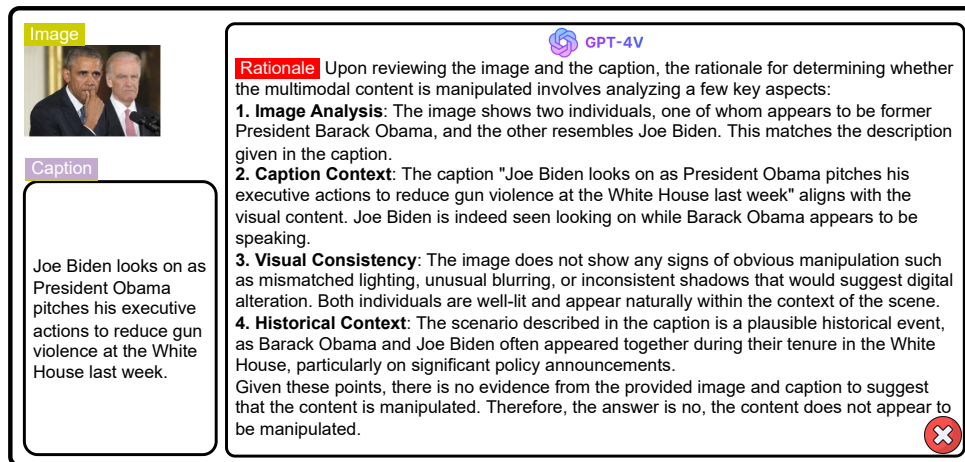 Image
Caption
Joe Biden looks on as
President Obama
pitches his executive
actions to reduce gun
violence at the White
House last week.
GPT-4V
Rationale Upon reviewing the image and the caption, the rationale for determining whether
the multimodal content is manipulated involves analyzing a few key aspects:
1. Image Analysis: The image shows two individuals, one of whom appears to be former
President Barack Obama, and the other resembles Joe Biden. This matches the description
given in the caption.
2. Caption Context: The caption "Joe Biden looks on as President Obama pitches his
executive actions to reduce gun violence at the White House last week" aligns with the
visual content. Joe Biden is indeed seen looking on while Barack Obama appears to be
speaking.
3. Visual Consistency: The image does not show any signs of obvious manipulation such
as mismatched lighting, unusual blurring, or inconsistent shadows that would suggest digital
alteration. Both individuals are well-lit and appear naturally within the context of the scene.
4. Historical Context: The scenario described in the caption is a plausible historical event,
as Barack Obama and Joe Biden often appeared together during their tenure in the White
House, particularly on significant policy announcements.
Given these points, there is no evidence from the provided image and caption to suggest
that the content is manipulated. Therefore, the answer is no, the content does not appear to
be manipulated.